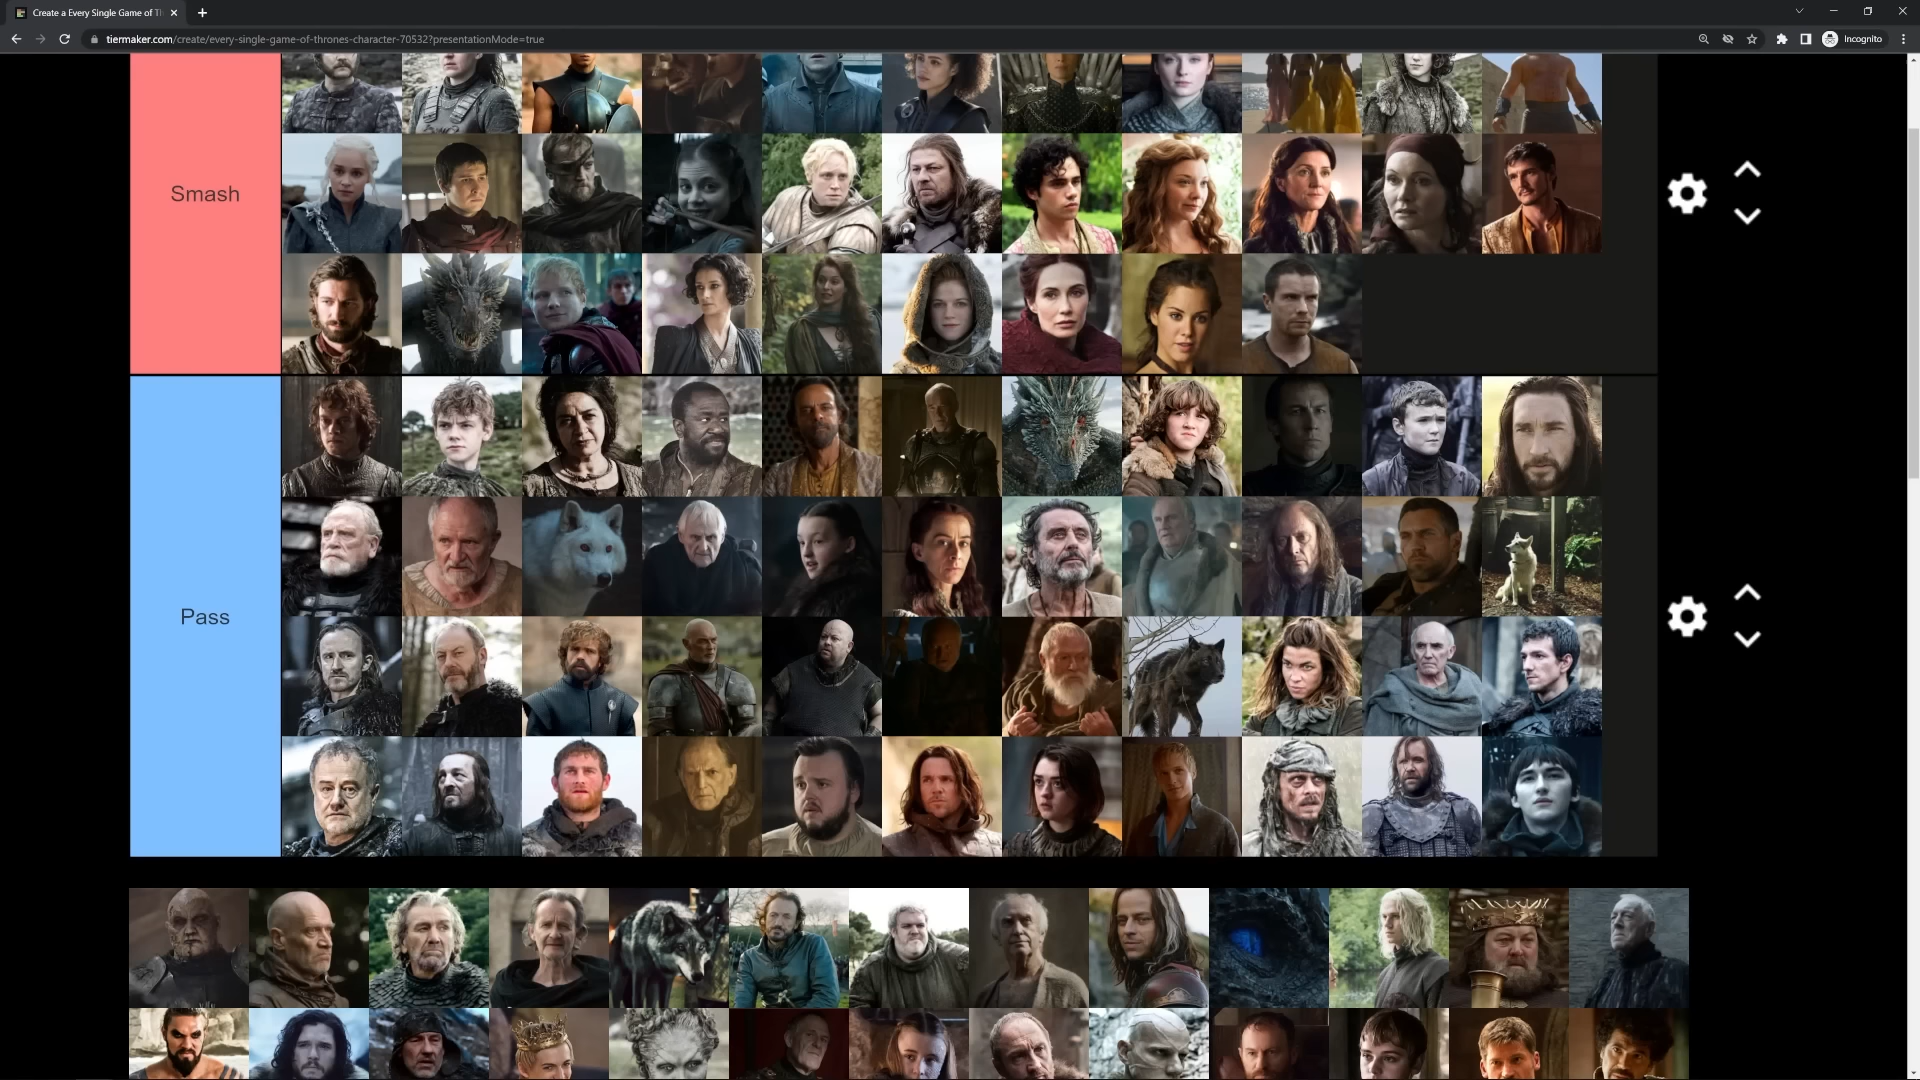 Create a Every Single Game of Th
tiermaker.com/create/every-single-game-of-thrones-character-70532?presentationMode=true
Incognito
Smash
Pass